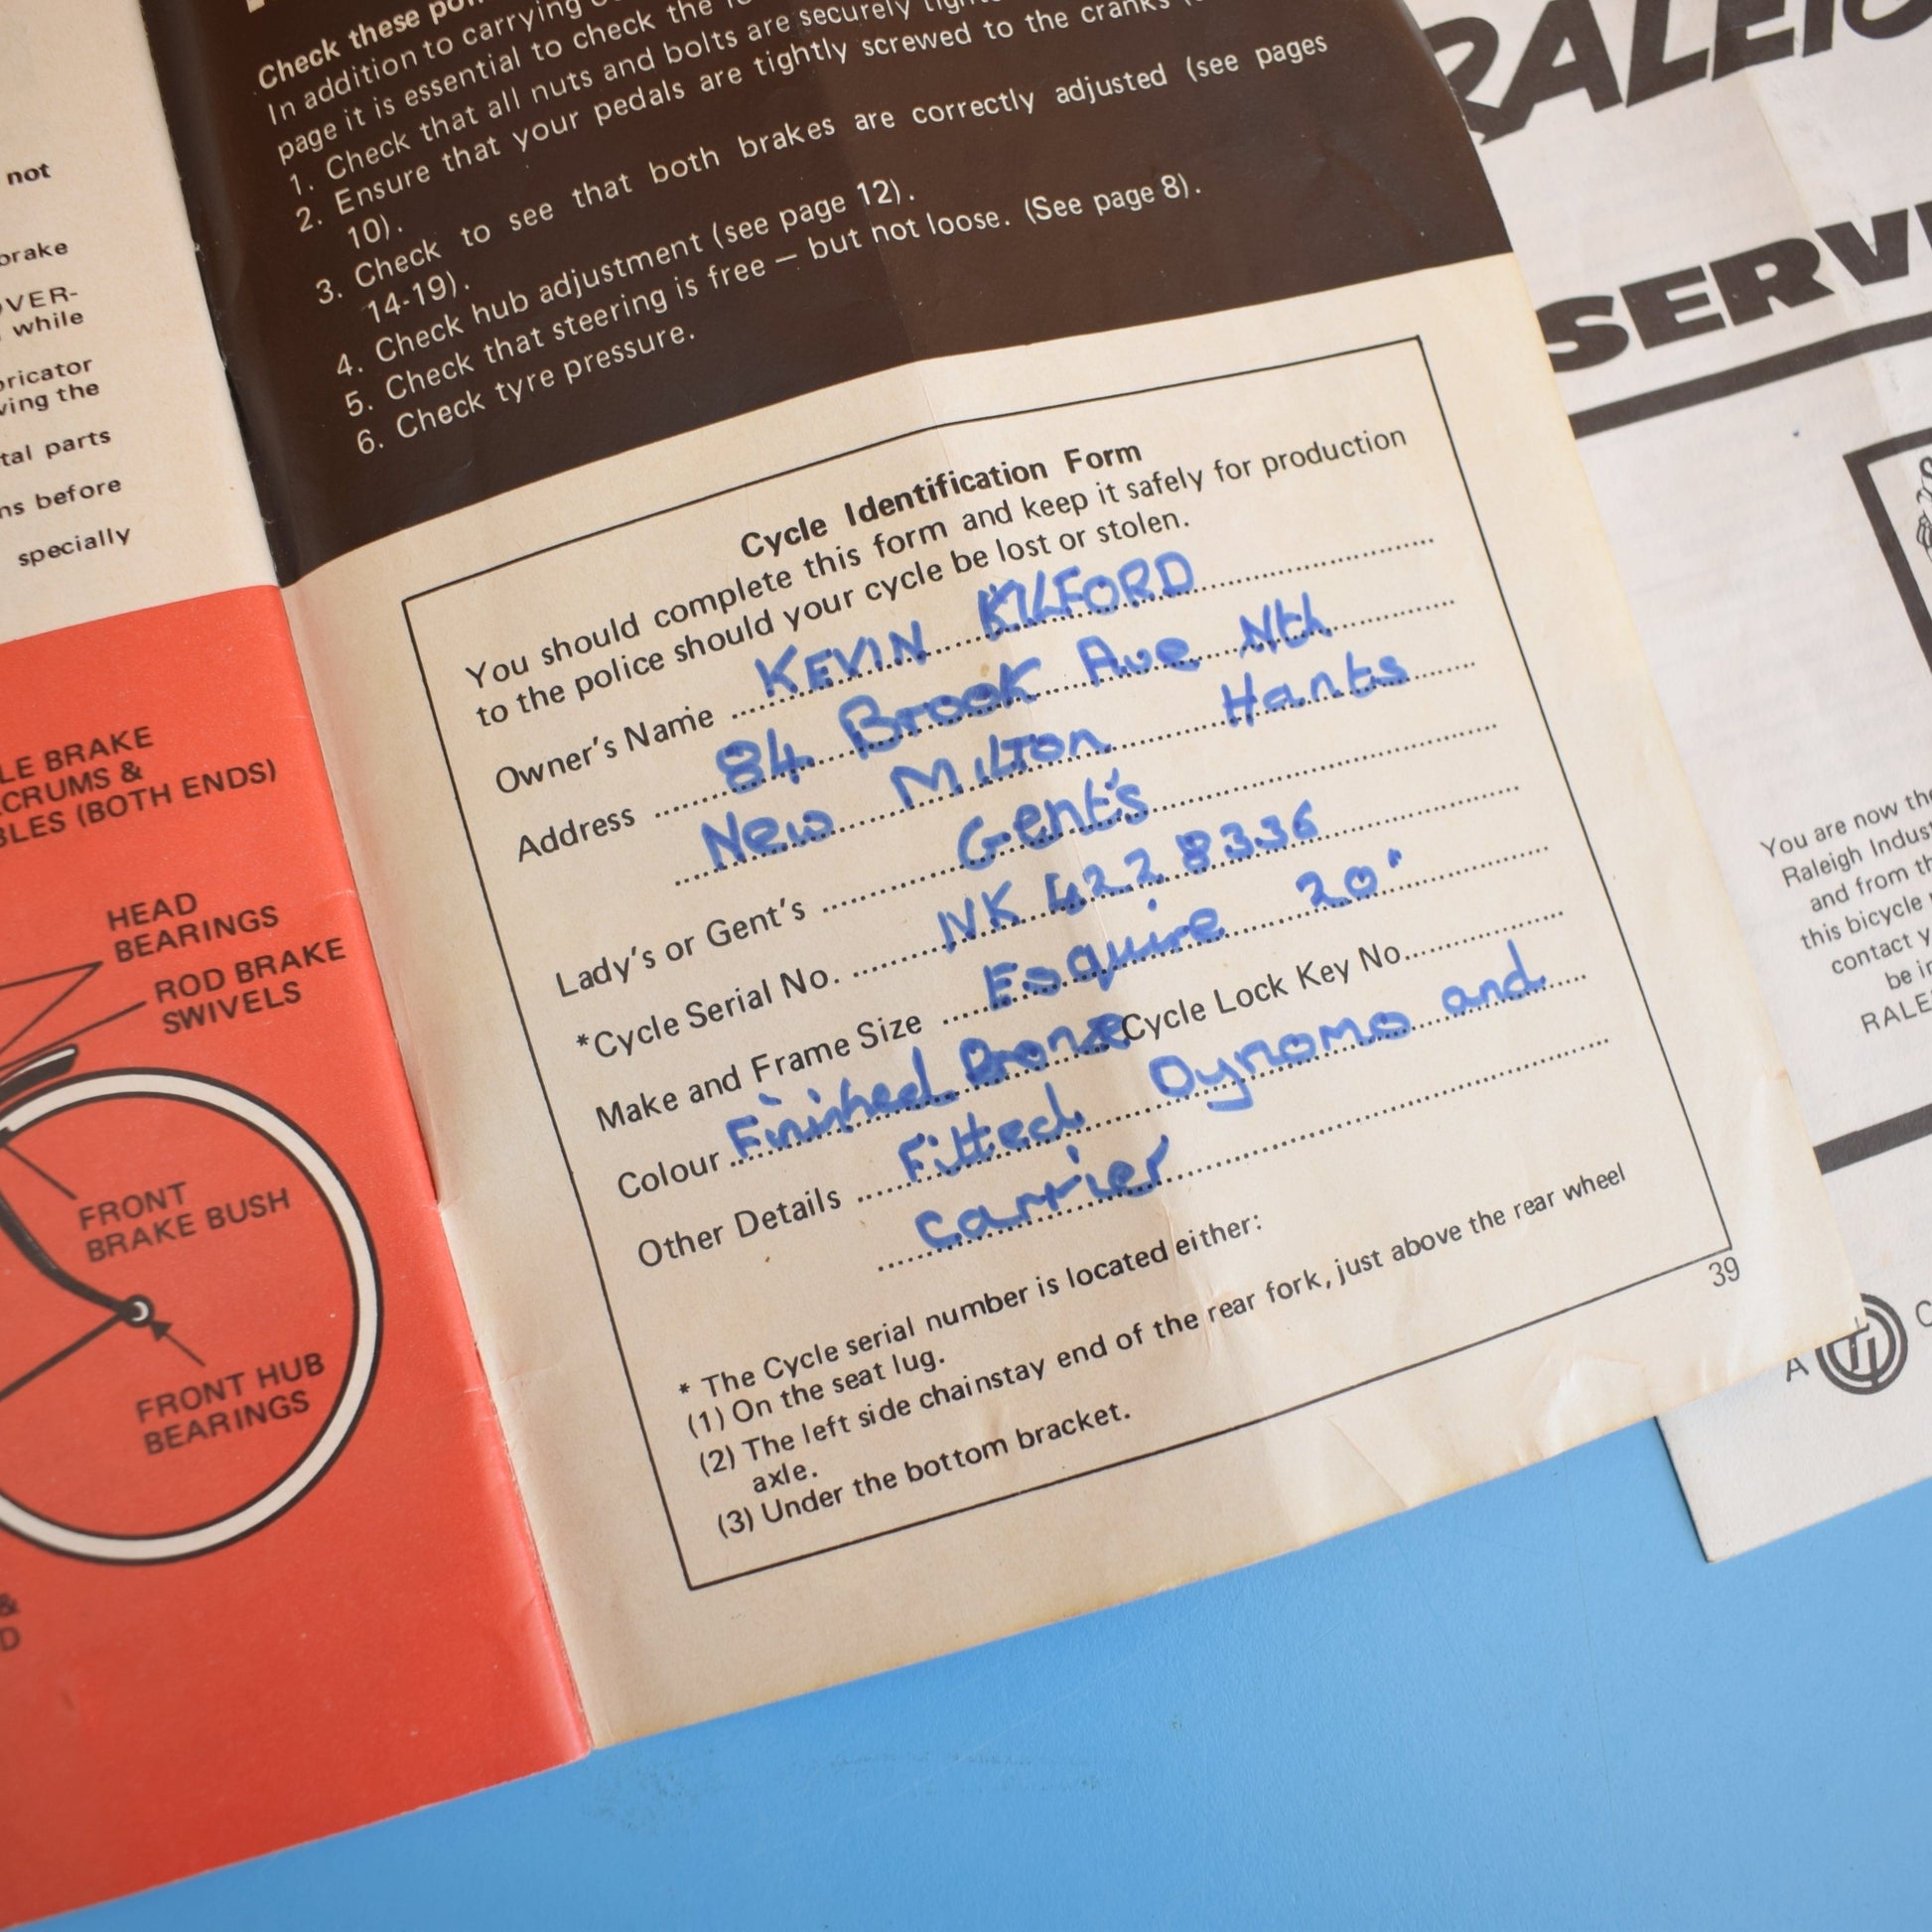 not
brake
OVER-
while
bricator
ving the
tal parts
ns before
specially
LE BRAKE
CRUMS &
BLES (BOTH ENDS)
HEAD
BEARINGS
ROD BRAKE
SWIVELS
FRONT
BRAKE BUSH
FRONT HUB
BEARINGS
&
D
Check these
In addition to carrying
page it is essential to check the
1. Check that all nuts and bolts are securely
2. Ensure that your pedals are tightly screwed to the cranks
10).
3. Check to see that both brakes are correctly adjusted (see pages
14-19).
4. Check hub adjustment (see page 12).
5. Check that steering is free — but not loose. (See page 8).
6. Check tyre pressure.
Cycle Identification Form
You should complete this form and keep it safely for production
to the police should your cycle be lost or stolen.
Owner's Name KEVIN KILFORD
Address 84 Brook Ave Nth
New Milton Hants
Lady's or Gent's Gent's
*Cycle Serial No. NK 4228336
Make and Frame Size Esquire 20"
Colour Finished Bronze Cycle Lock Key No.
Other Details Fitted Dynomo and
carrier
* The Cycle serial number is located either:
(1) On the seat lug.
(2) The left side chainstay end of the rear fork, just above the rear wheel
axle.
(3) Under the bottom bracket.
39
RALEIG
SERV
You are now the
Raleigh Indust
and from th
this bicycle
contact y
be in
RALE
A
C